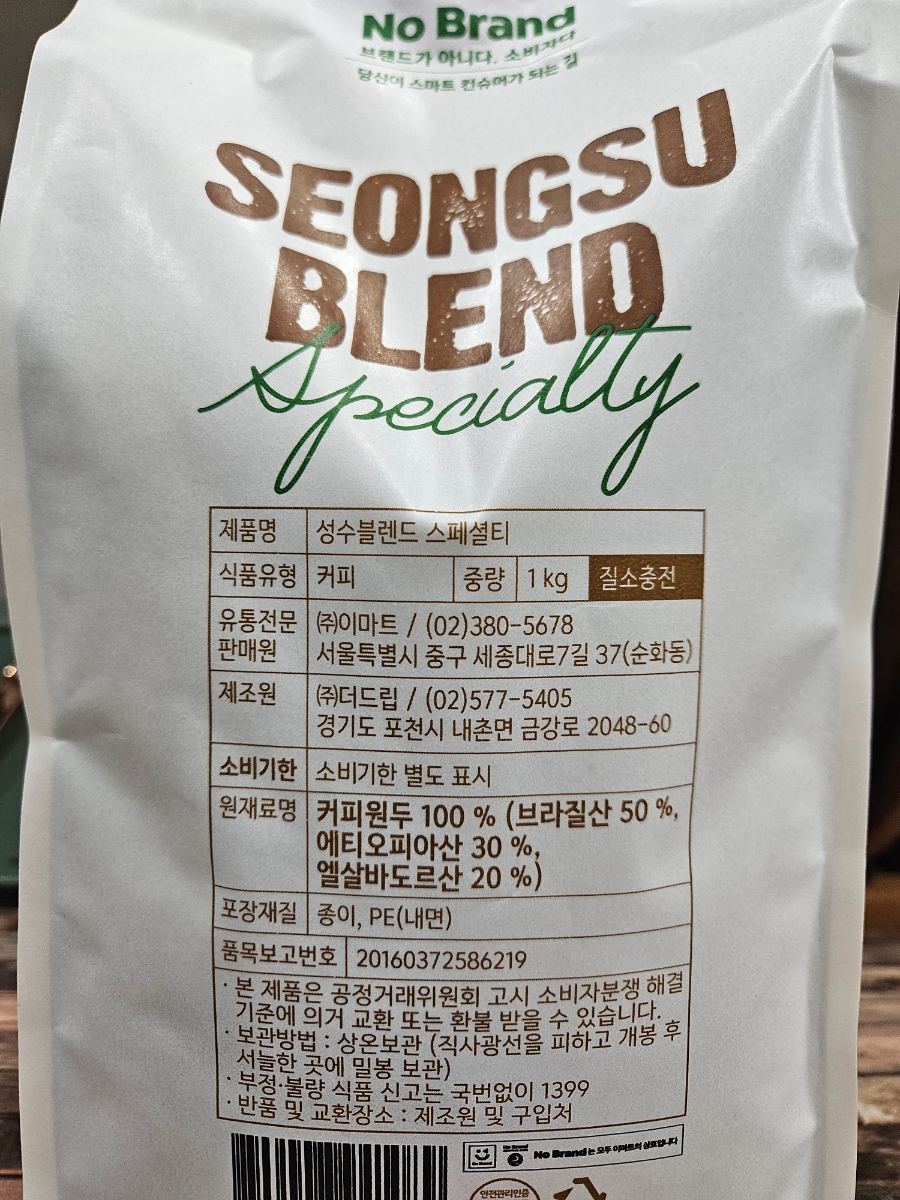 No Brand
브랜드가 아니다. 소비자다
당신이 스마트 컨슈머가 되는 길
SEONGSU
BLEND
Specialty
제품명 성수블렌드 스페셜티
식품유형 커피 중량 1 kg 질소충전
유통전문 ㈜이마트 / (02)380-5678
판매원 서울특별시 중구 세종대로7길 37(순화동)
제조원 ㈜더드립 / (02)577-5405
경기도 포천시 내촌면 금강로 2048-60
소비기한 소비기한 별도 표시
원재료명 커피원두 100 % (브라질산 50 %,
에티오피아산 30 %,
엘살바도르산 20 %)
포장재질 종이, PE(내면)
품목보고번호 20160372586219
· 본 제품은 공정거래위원회 고시 소비자분쟁 해결
기준에 의거 교환 또는 환불 받을 수 있습니다.
· 보관방법 : 상온보관 (직사광선을 피하고 개봉 후
서늘한 곳에 밀봉 보관)
· 부정·불량 식품 신고는 국번없이 1399
· 반품 및 교환장소 : 제조원 및 구입처
No Brand는 모두 이마트의 상표입니다
안전관리인증